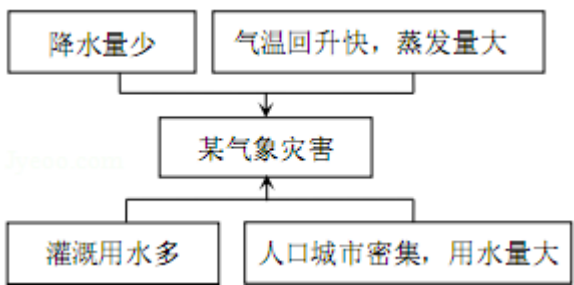 降水量少
气温回升快，蒸发量大
某气象灾害
灌溉用水多
人口城市密集，用水量大